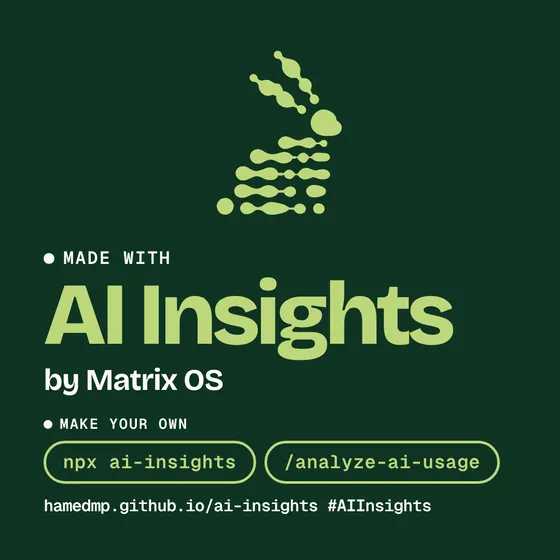 MADE WITH
AI Insights
by Matrix OS
MAKE YOUR OWN
npx ai-insights /analyze-ai-usage
hamedmp.github.io/ai-insights #AIInsights